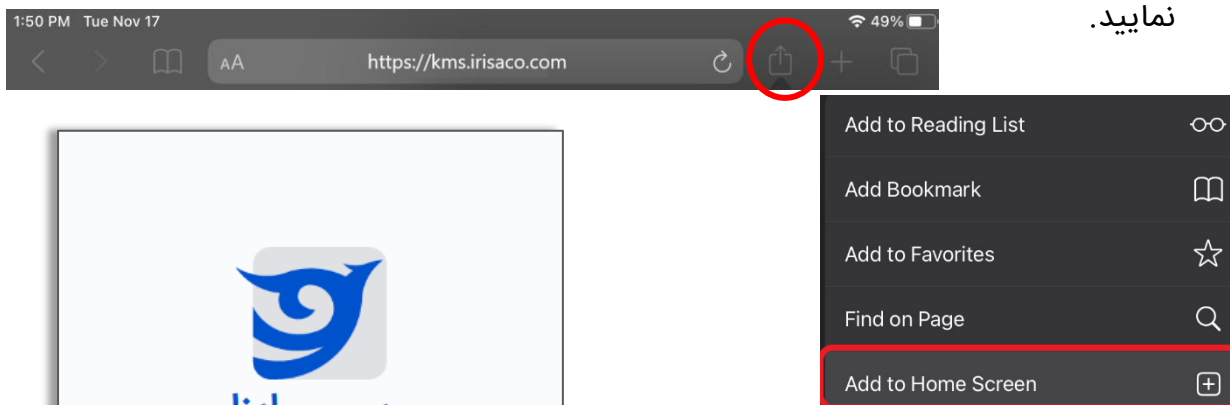 نمایید.
1:50 PM Tue Nov 17
49%
AA
https://kms.irisaco.com
Add to Reading List
Add Bookmark
Add to Favorites
Find on Page
Add to Home Screen